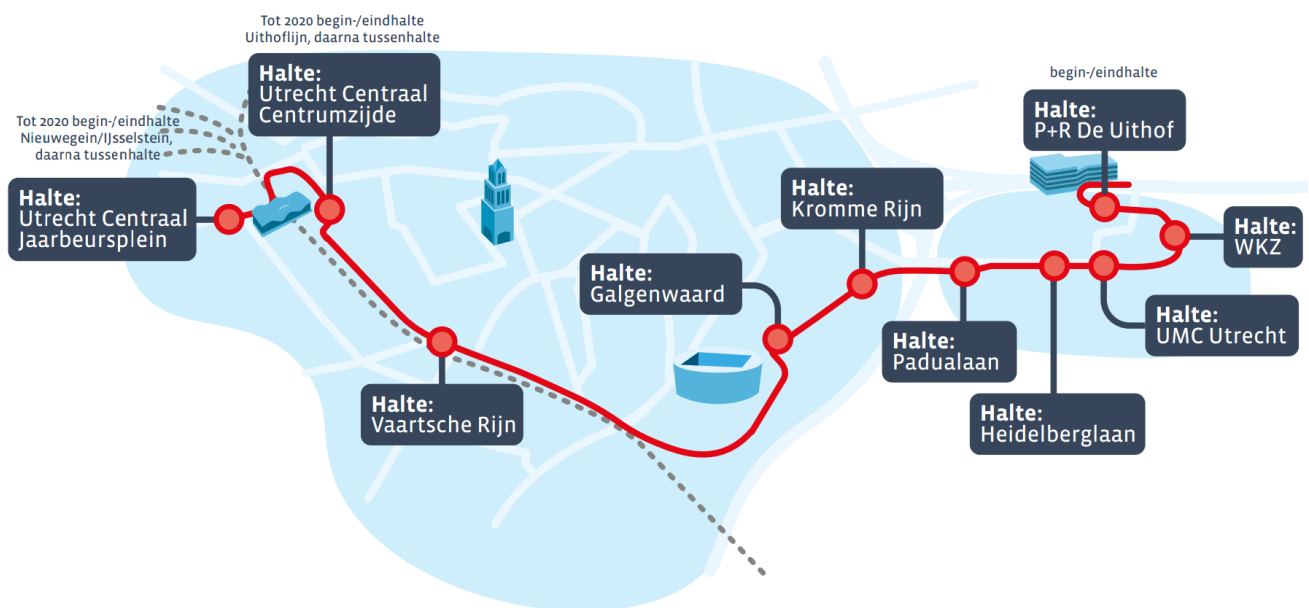 Tot 2020 begin-/eindhalte
Uithoflijn, daarna tussenhalte
Halte:
Utrecht Centraal
Centrumzijde
Tot 2020 begin-/eindhalte
Nieuwegein/IJsselstein,
daarna tussenhalte
Halte:
Utrecht Centraal
Jaarbeursplein
Halte:
Vaartsche Rijn
Halte:
Galgenwaard
Halte:
Kromme Rijn
Halte:
Padualaan
Halte:
Heidelberglaan
Halte:
UMC Utrecht
Halte:
WKZ
begin-/eindhalte
Halte:
P+R De Uithof